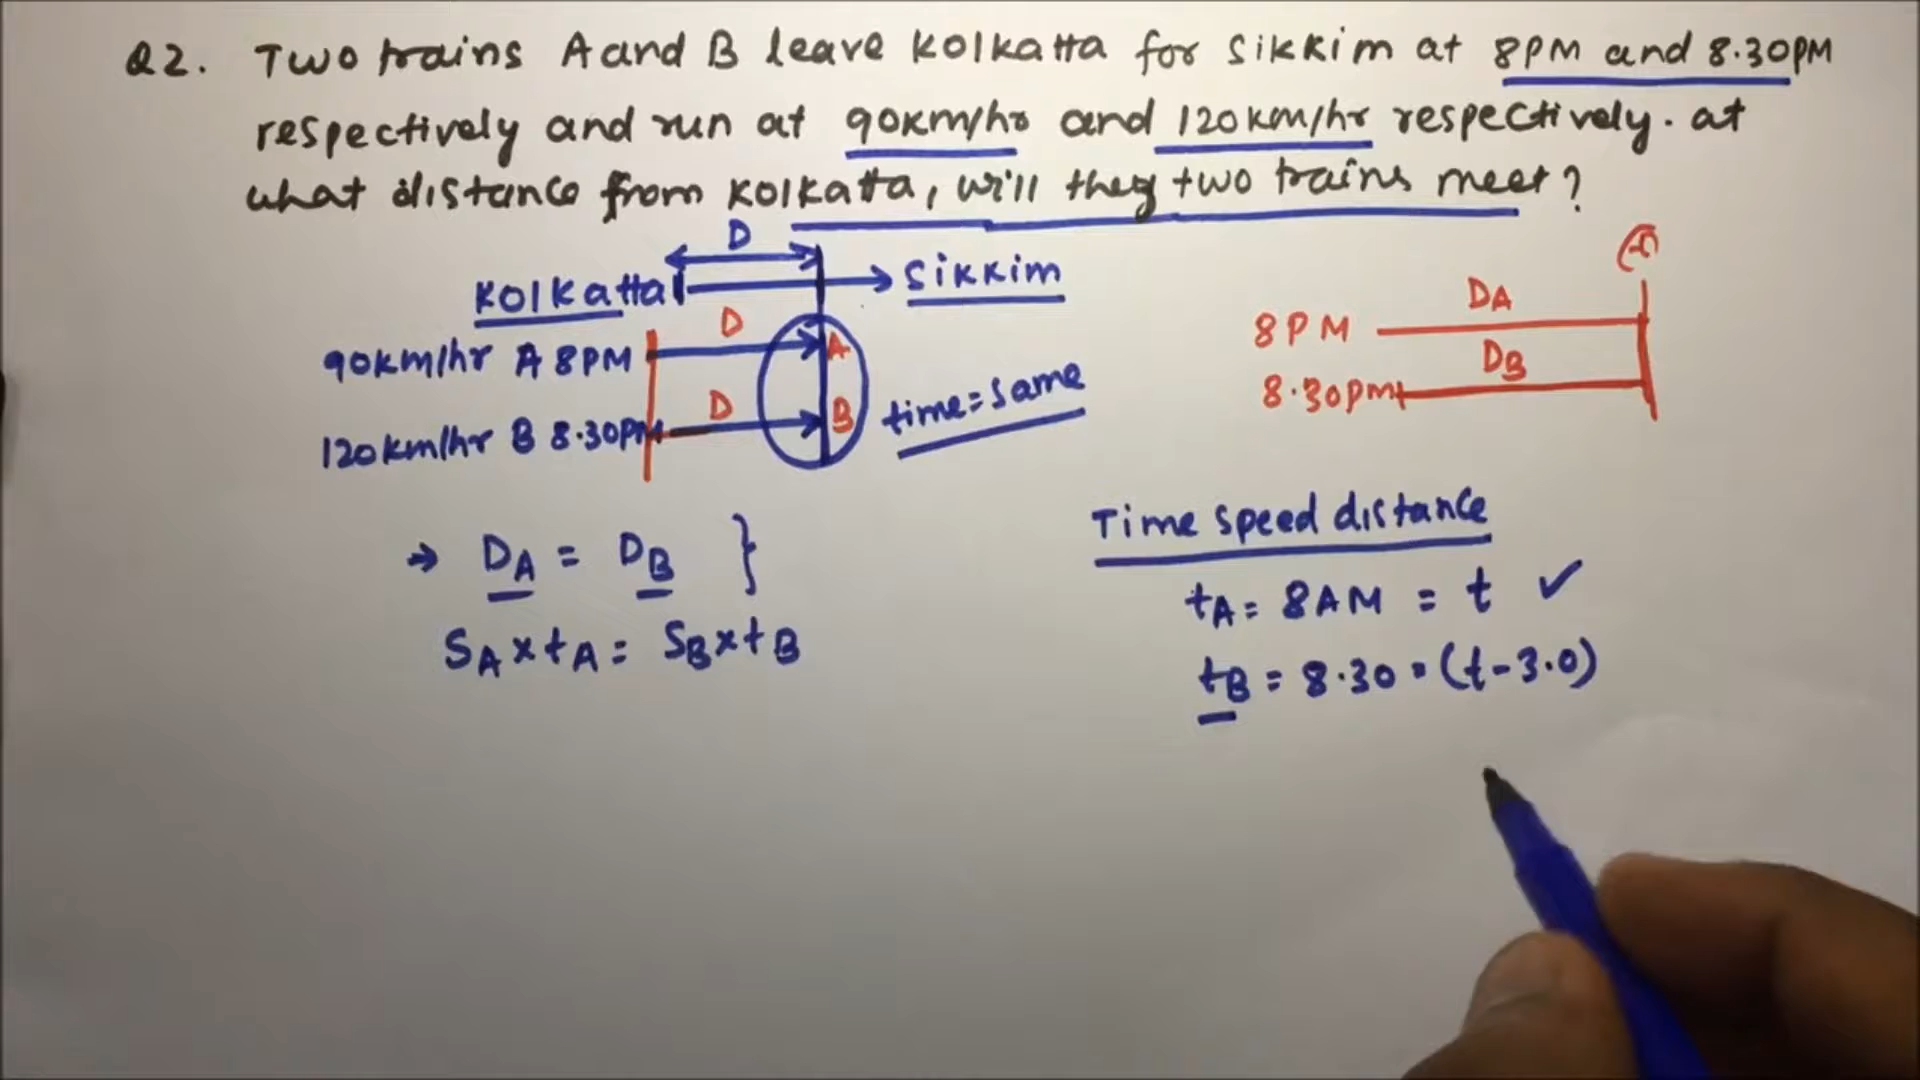 Q2. Two trains A and B leave Kolkatta for Sikkim at 8PM and 8.30PM
respectively and run at 90km/hr and 120km/hr respectively. at
what distance from Kolkatta, will they two trains meet?
D
Kolkatta Sikkim
D
90km/hr A 8PM A
D
120km/hr B 8.30PM B
time=same
DA
8PM
DB
8.30PM
→ DA = DB }
SA×tA= SB×tB
Time speed distance
tA= 8AM = t ✓
tB = 8.30 = (t-3.0)